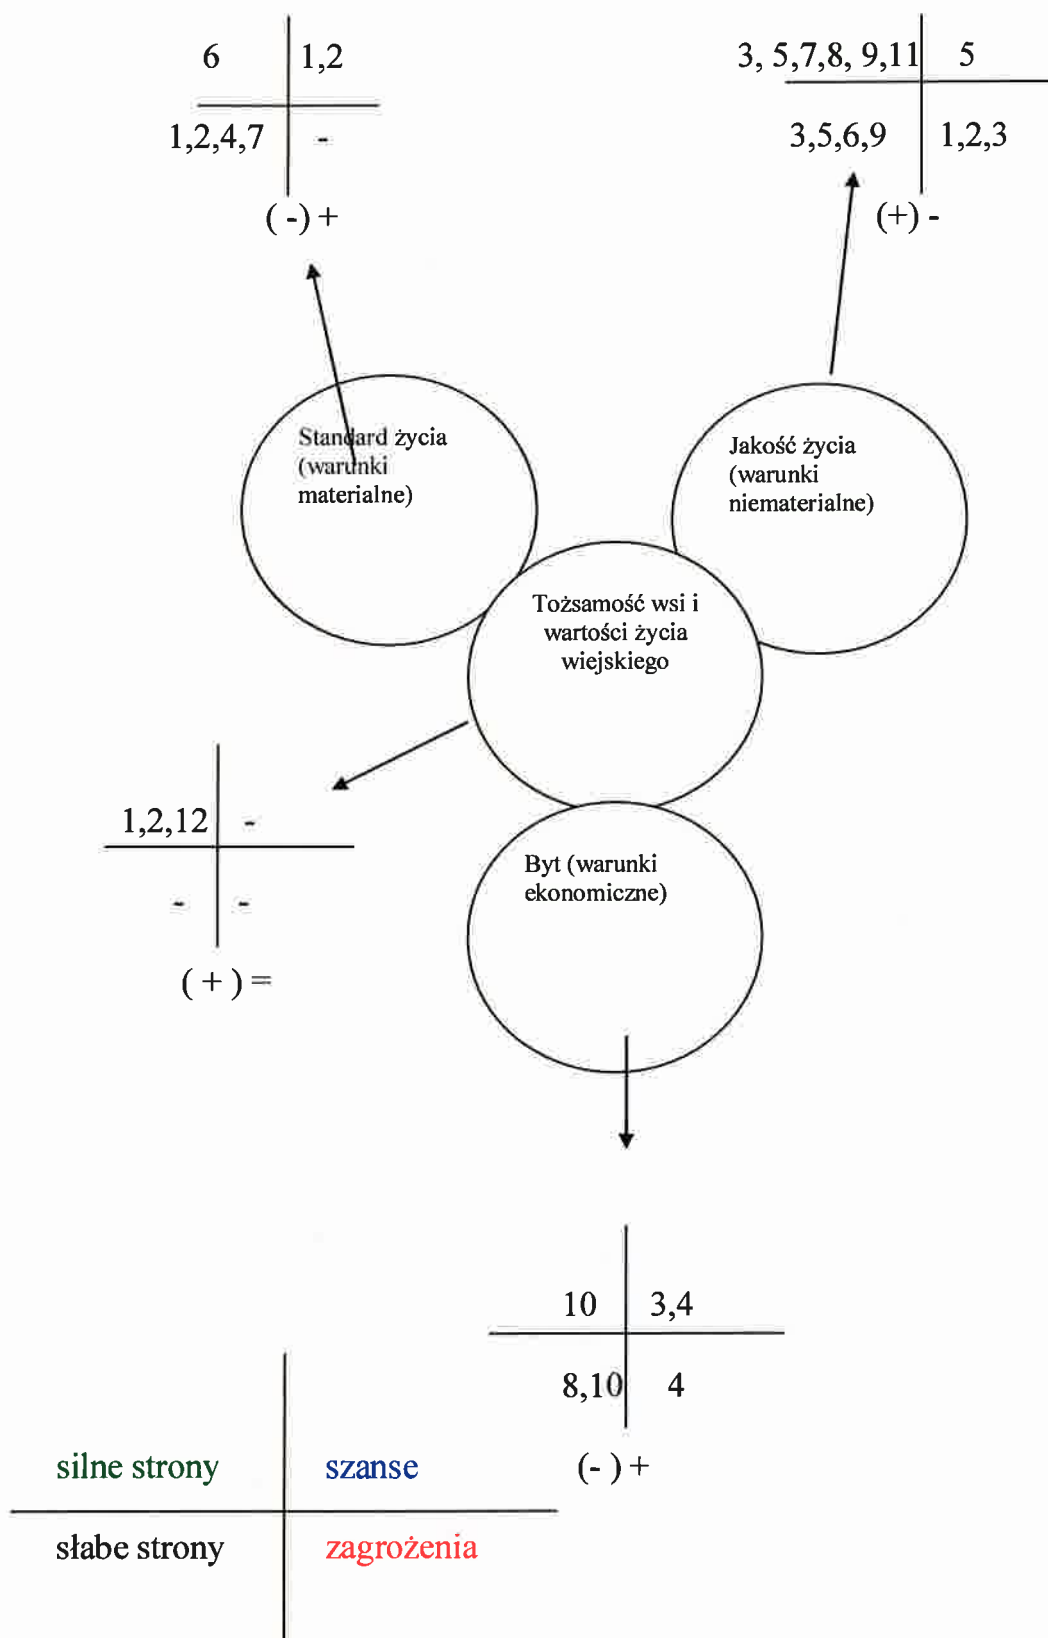 6 1,2
1,2,4,7 -
( -) +
3, 5,7,8, 9,11 5
3,5,6,9 1,2,3
(+) -
Standard życia
(warunki
materialne)
Jakość życia
(warunki
niematerialne)
Tożsamość wsi i
wartości życia
wiejskiego
1,2,12 -
- -
( + ) =
Byt (warunki
ekonomiczne)
10 3,4
8,10 4
(- ) +
silne strony szanse
słabe strony zagrożenia